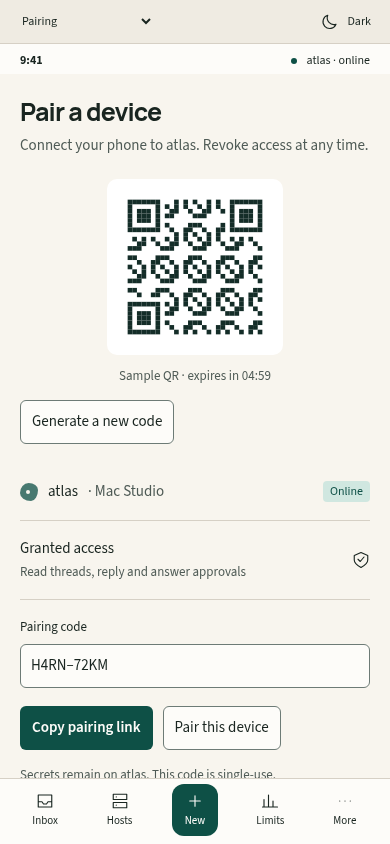 Pairing
Dark
9:41
atlas · online
Pair a device
Connect your phone to atlas. Revoke access at any time.
Sample QR · expires in 04:59
Generate a new code
atlas · Mac Studio
Online
Granted access
Read threads, reply and answer approvals
Pairing code
H4RN–72KM
Copy pairing link
Pair this device
Secrets remain on atlas. This code is single-use.
Inbox
Hosts
New
Limits
More